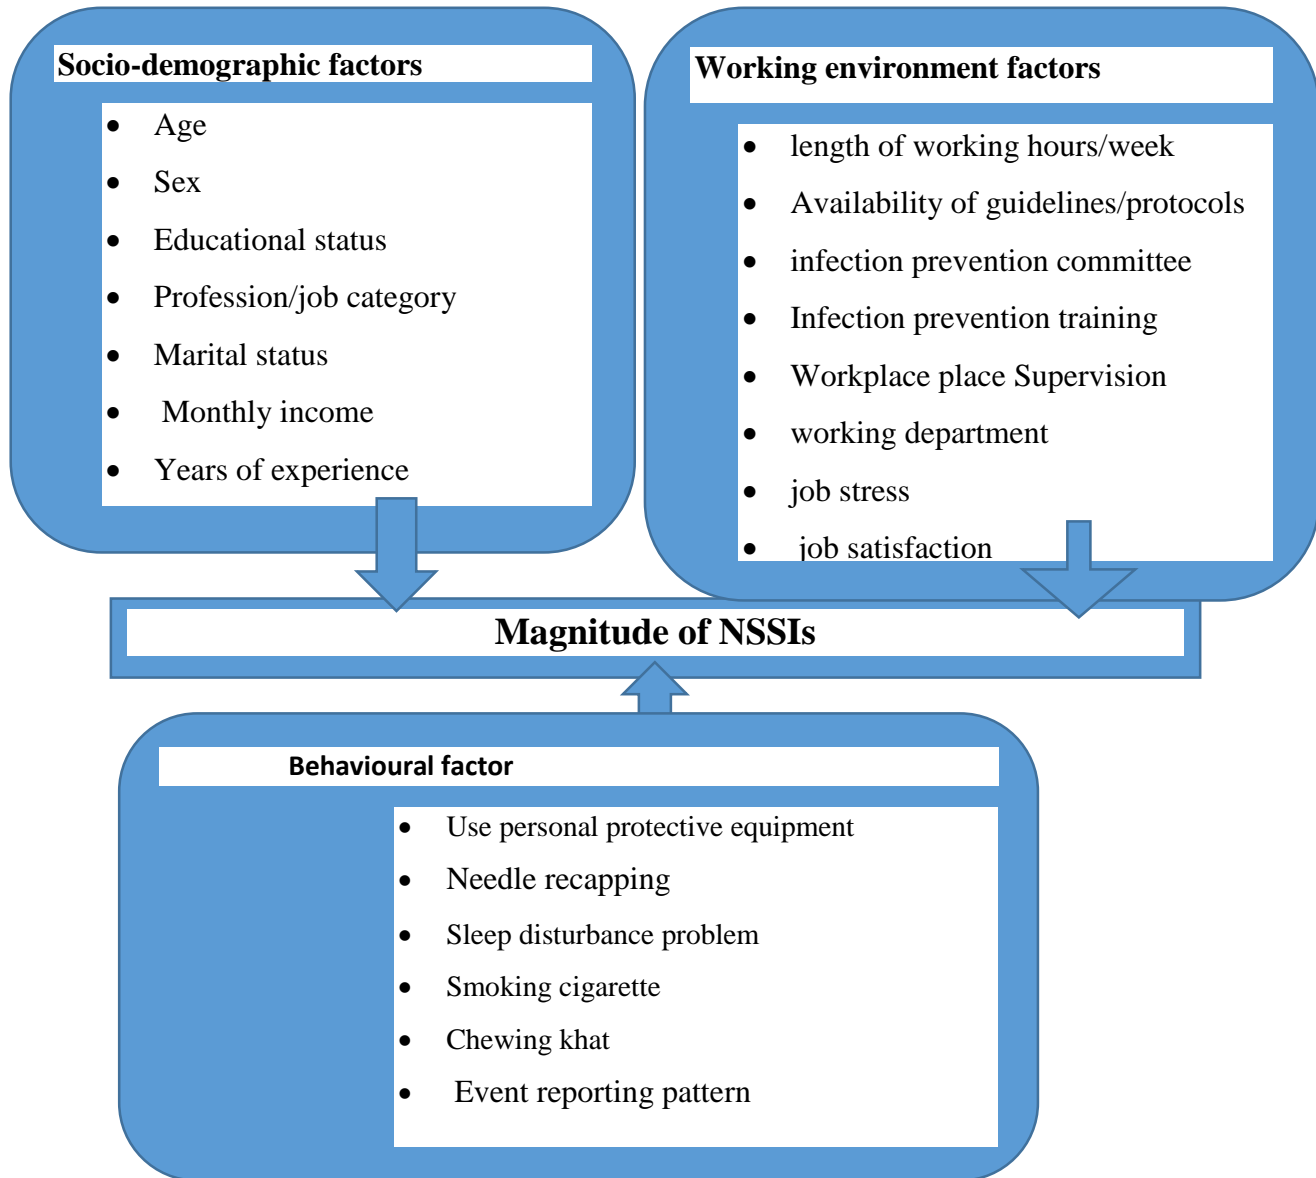 Socio-demographic factors
• Age
• Sex
• Educational status
• Profession/job category
• Marital status
• Monthly income
• Years of experience
Working environment factors
• length of working hours/week
• Availability of guidelines/protocols
• infection prevention committee
• Infection prevention training
• Workplace place Supervision
• working department
• job stress
• job satisfaction
Magnitude of NSSIs
Behavioural factor
• Use personal protective equipment
• Needle recapping
• Sleep disturbance problem
• Smoking cigarette
• Chewing khat
• Event reporting pattern